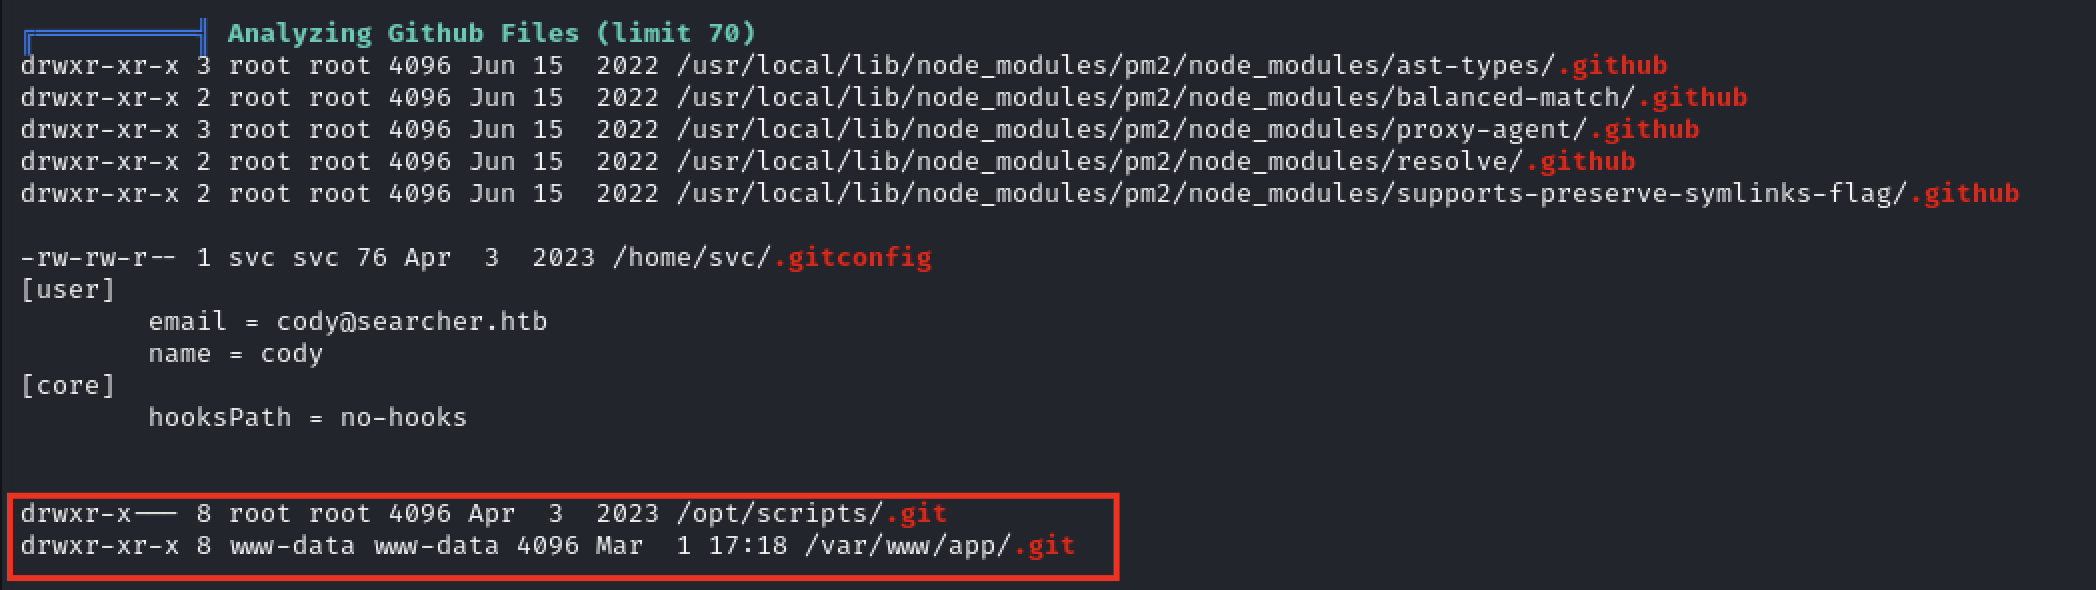 Analyzing Github Files (limit 70)
drwxr-xr-x 3 root root 4096 Jun 15  2022 /usr/local/lib/node_modules/pm2/node_modules/ast-types/.github
drwxr-xr-x 2 root root 4096 Jun 15  2022 /usr/local/lib/node_modules/pm2/node_modules/balanced-match/.github
drwxr-xr-x 3 root root 4096 Jun 15  2022 /usr/local/lib/node_modules/pm2/node_modules/proxy-agent/.github
drwxr-xr-x 2 root root 4096 Jun 15  2022 /usr/local/lib/node_modules/pm2/node_modules/resolve/.github
drwxr-xr-x 2 root root 4096 Jun 15  2022 /usr/local/lib/node_modules/pm2/node_modules/supports-preserve-symlinks-flag/.github
-rw-rw-r-- 1 svc svc 76 Apr  3  2023 /home/svc/.gitconfig
[user]
        email = cody@searcher.htb
        name = cody
[core]
        hooksPath = no-hooks
drwxr-x--- 8 root root 4096 Apr  3  2023 /opt/scripts/.git
drwxr-xr-x 8 www-data www-data 4096 Mar  1 17:18 /var/www/app/.git